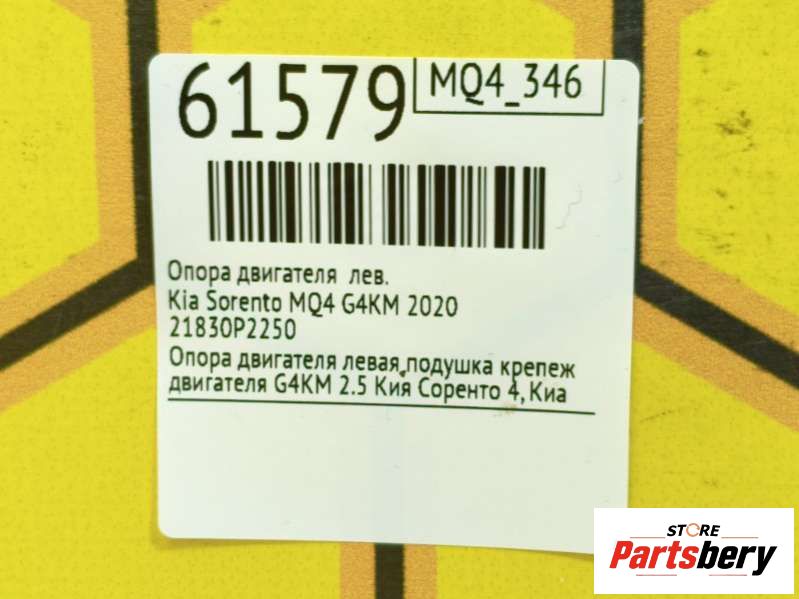 61579
MQ4_346
Опора двигателя лев.
Kia Sorento MQ4 G4KM 2020
21830P2250
Опора двигателя левая,подушка крепеж
двигателя G4KM 2.5 Кия Соренто 4, Киа
STORE
Partsbery